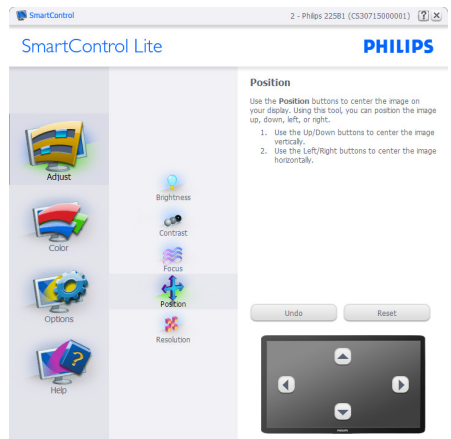 SmartControl
2 - Philips 225B1 (CS30715000001)
SmartControl Lite
PHILIPS
Position
Use the Position buttons to center the image on
your display. Using this tool, you can position the image
up, down, left, or right.
1. Use the Up/Down buttons to center the image
vertically.
2. Use the Left/Right buttons to center the image
horizontally.
Adjust
Color
Options
Help
Brightness
Contrast
Focus
Position
Resolution
Undo
Reset
PHILIPS